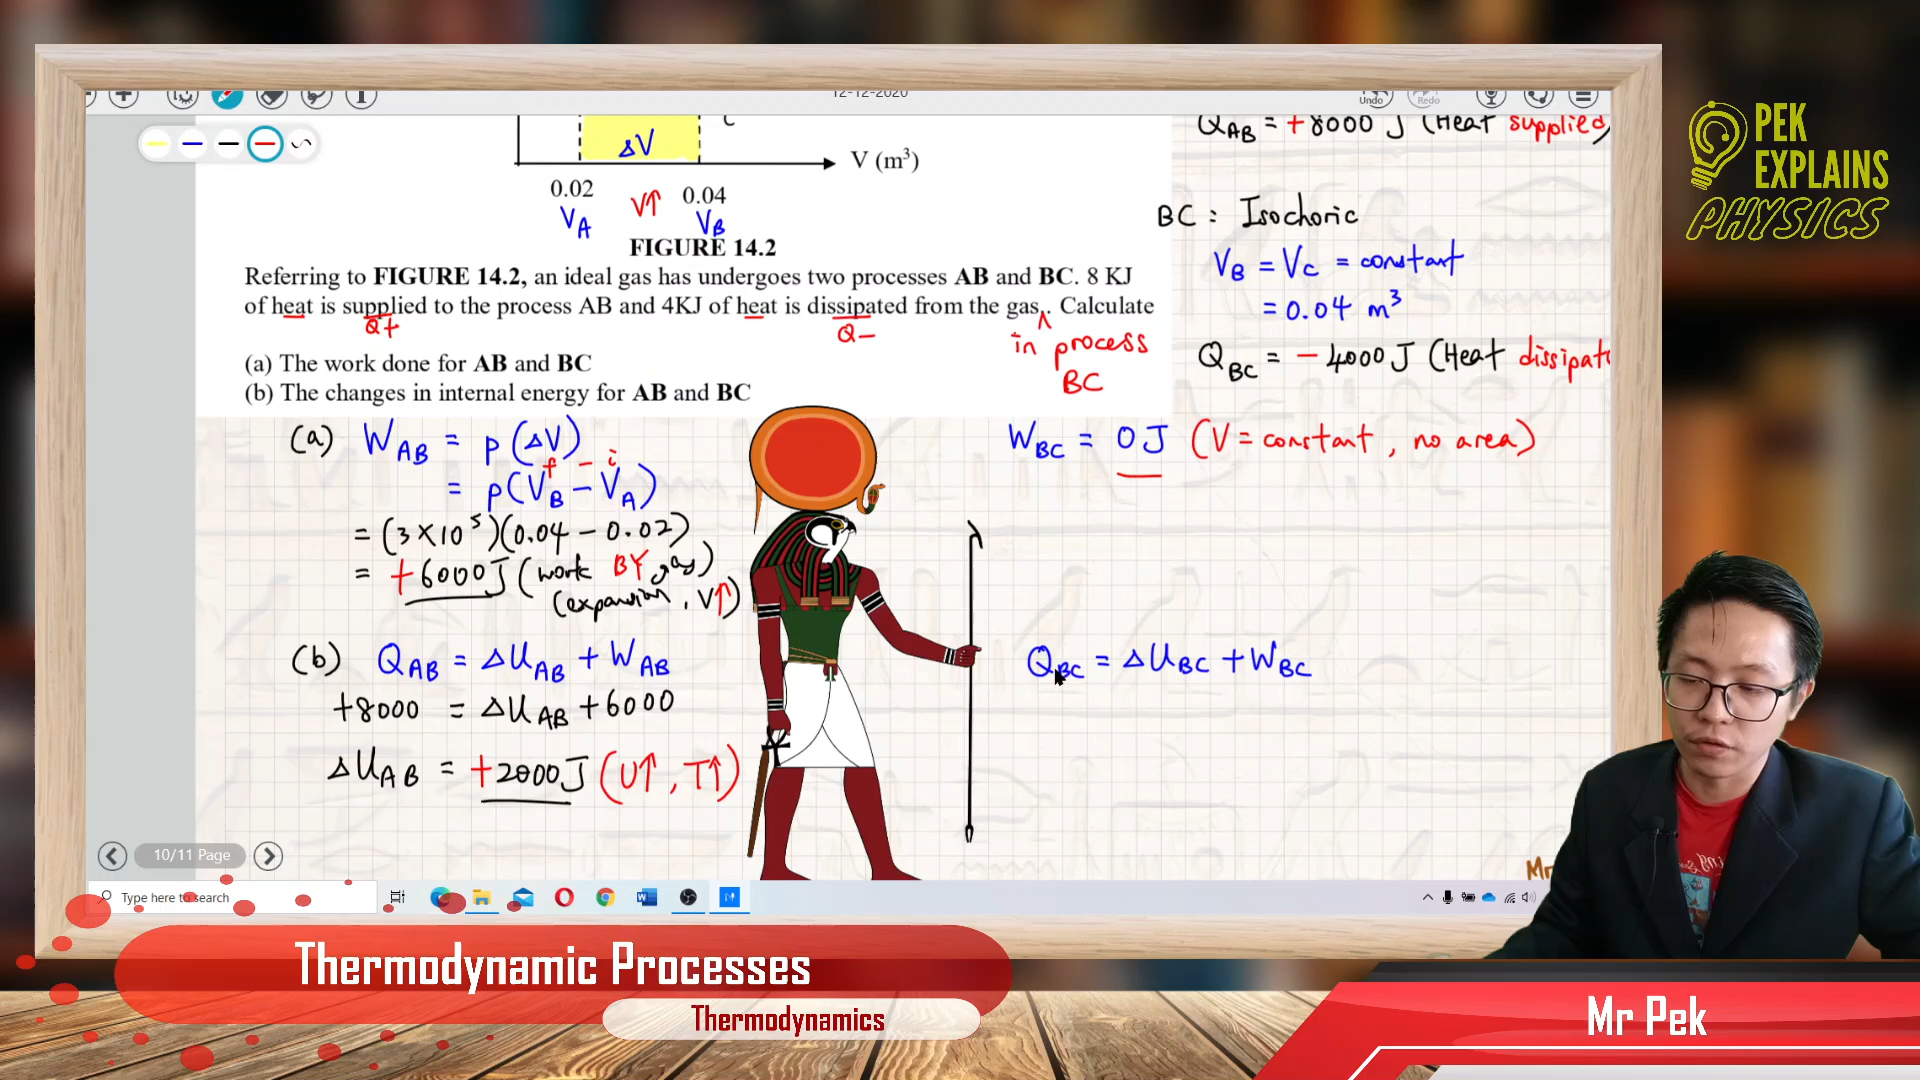 12-12-2020
Undo
Redo
C
ΔV
V (m³)
0.02
V↑
0.04
V_A
V_B
FIGURE 14.2
Referring to FIGURE 14.2, an ideal gas has undergoes two processes AB and BC. 8 KJ
of heat is supplied to the process AB and 4KJ of heat is dissipated from the gas. Calculate
Q+
Q−
^
in process
BC
(a) The work done for AB and BC
(b) The changes in internal energy for AB and BC
Q_AB = +8000 J (Heat supplied)
BC : Isochoric
V_B = V_C = constant
= 0.04 m³
Q_BC = − 4000 J (Heat dissipat
(a) W_AB = p(ΔV)
f − i
= p(V_B − V_A)
= (3×10⁵)(0.04 − 0.02)
= +6000 J (work BY gas)
(expansion, V↑)
W_BC = 0 J (V = constant, no area)
(b) Q_AB = ΔU_AB + W_AB
+8000 = ΔU_AB + 6000
ΔU_AB = +2000 J (U↑, T↑)
Q_BC = ΔU_BC + W_BC
10/11 Page
Type here to search
Mr
PEK
EXPLAINS
PHYSICS
Thermodynamic Processes
Thermodynamics
Mr Pek